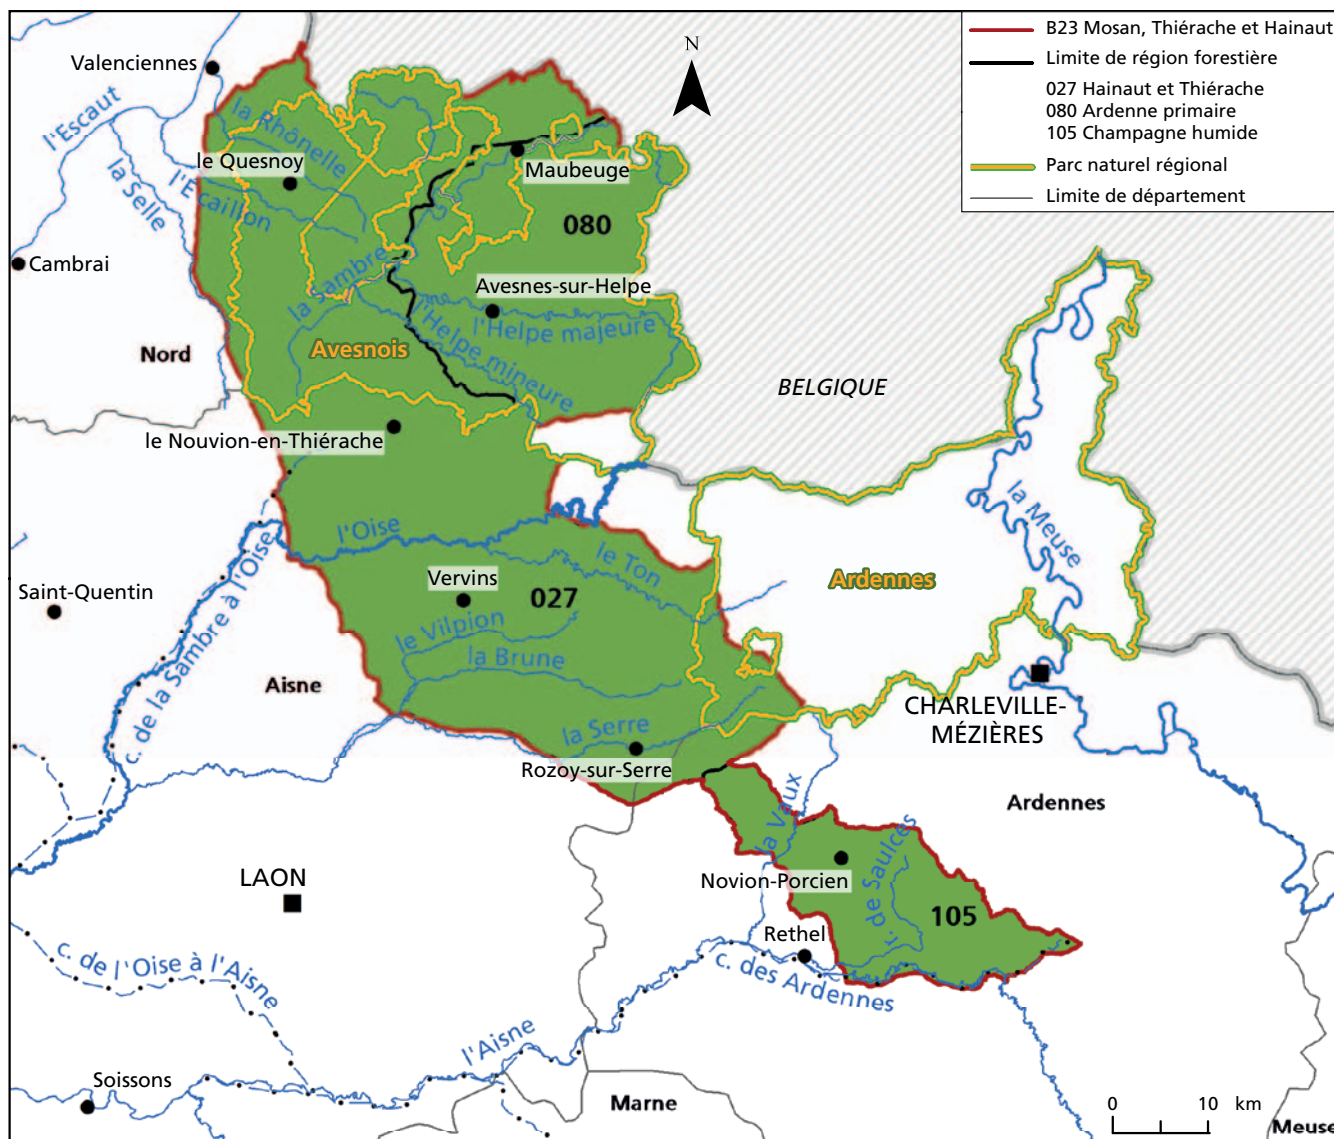 B23 Mosan, Thiérache et Hainaut
Limite de région forestière
027 Hainaut et Thiérache
080 Ardenne primaire
105 Champagne humide
Parc naturel régional
Limite de département
N
Valenciennes
l'Escaut
la Rhônelle
le Quesnoy
la Selle
l'Ecaillon
Maubeuge
080
Cambrai
la Sambre
Avesnes-sur-Helpe
l'Helpe majeure
l'Helpe mineure
Nord
Avesnois
BELGIQUE
le Nouvion-en-Thiérache
la Meuse
l'Oise
le Ton
Ardennes
Saint-Quentin
c. de la Sambre à l'Oise
Vervins
027
le Vilpion
la Brune
Aisne
CHARLEVILLE-
MÉZIÈRES
la Serre
Rozoy-sur-Serre
la Vaux
Ardennes
LAON
Novion-Porcien
r. de Saulces
105
Rethel
c. des Ardennes
c. de l'Oise à l'Aisne
l'Aisne
Soissons
Marne
0 10 km
Meuse